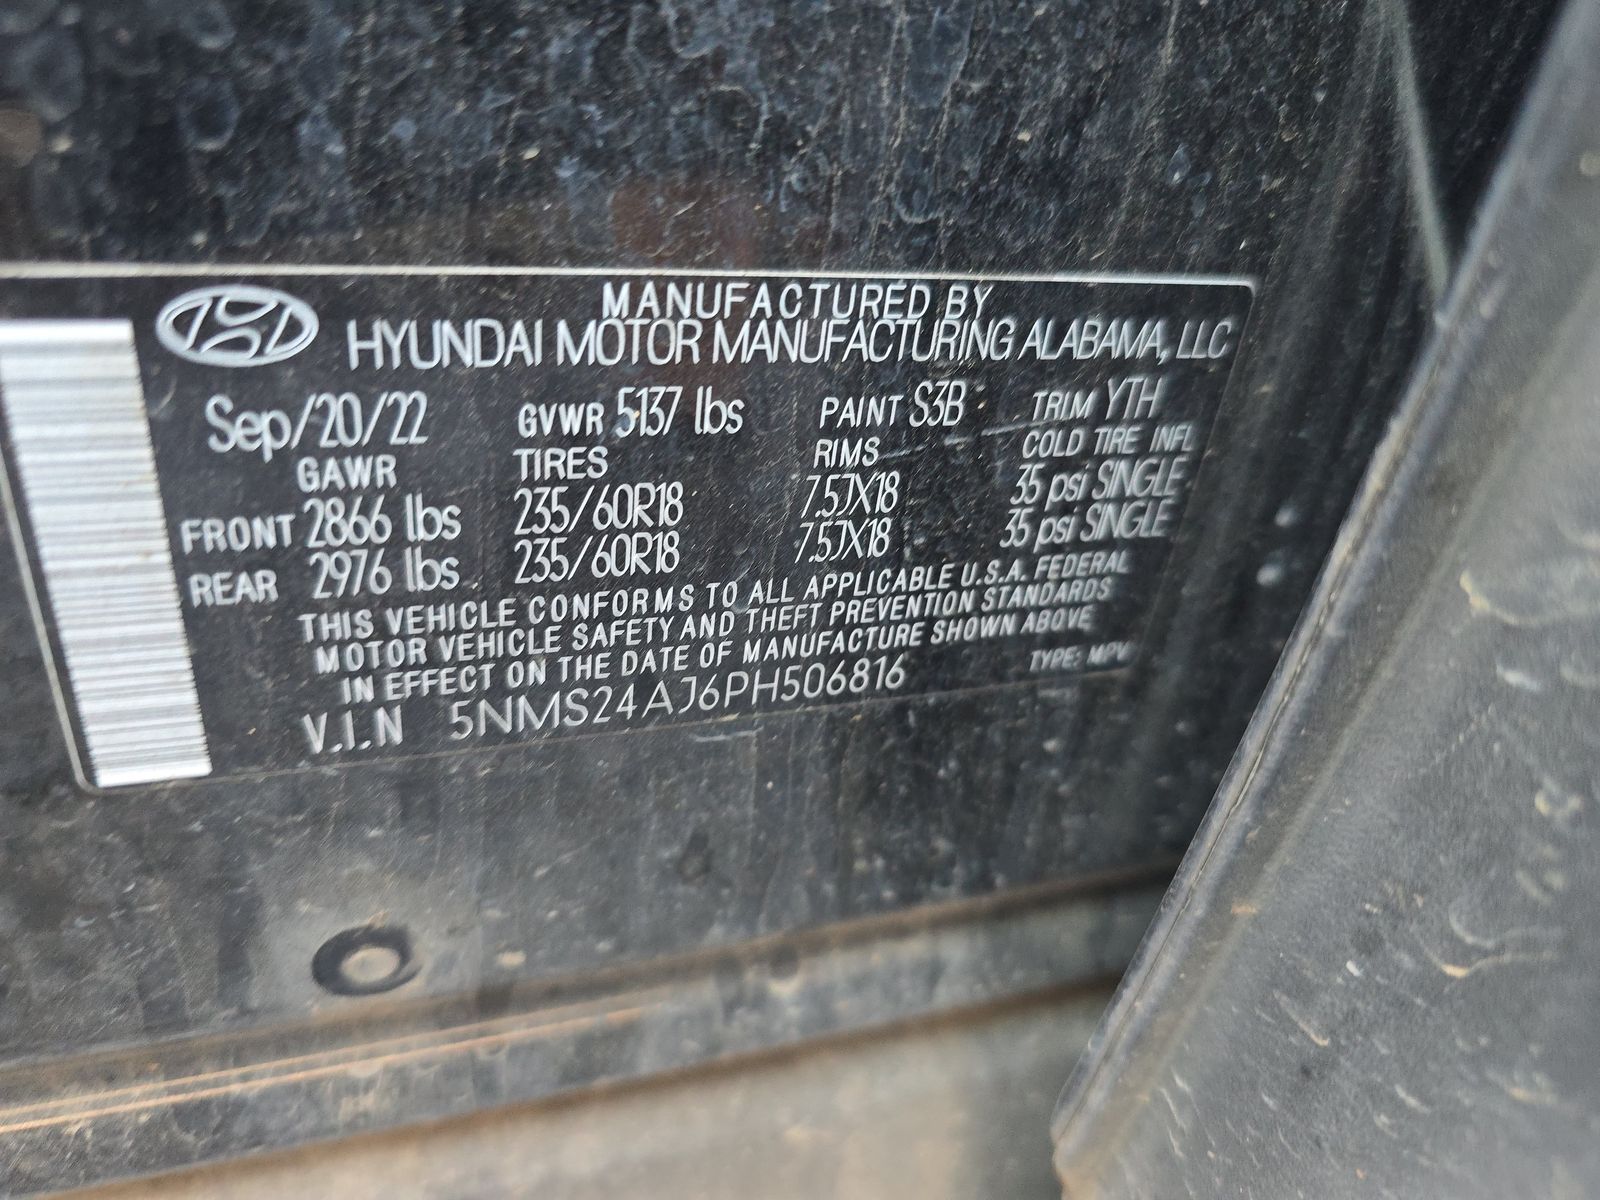 MANUFACTURED BY
HYUNDAI MOTOR MANUFACTURING ALABAMA, LLC
Sep/20/22 GVWR 5137 lbs PAINT S3B TRIM YTH
GAWR TIRES RIMS COLD TIRE INFL
FRONT 2866 lbs 235/60R18 7.5JX18 35 psi SINGLE
REAR 2976 lbs 235/60R18 7.5JX18 35 psi SINGLE
THIS VEHICLE CONFORMS TO ALL APPLICABLE U.S.A. FEDERAL
MOTOR VEHICLE SAFETY AND THEFT PREVENTION STANDARDS
IN EFFECT ON THE DATE OF MANUFACTURE SHOWN ABOVE
V.I.N 5NMS24AJ6PH506816 TYPE: MPV